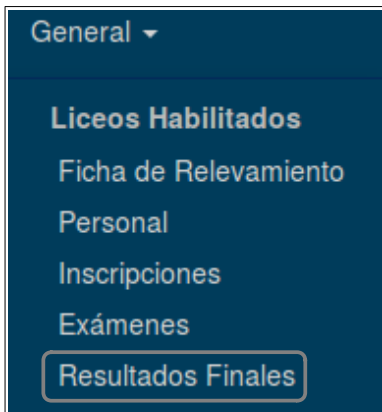 General
Liceos Habilitados
Ficha de Relevamiento
Personal
Inscripciones
Exámenes
Resultados Finales